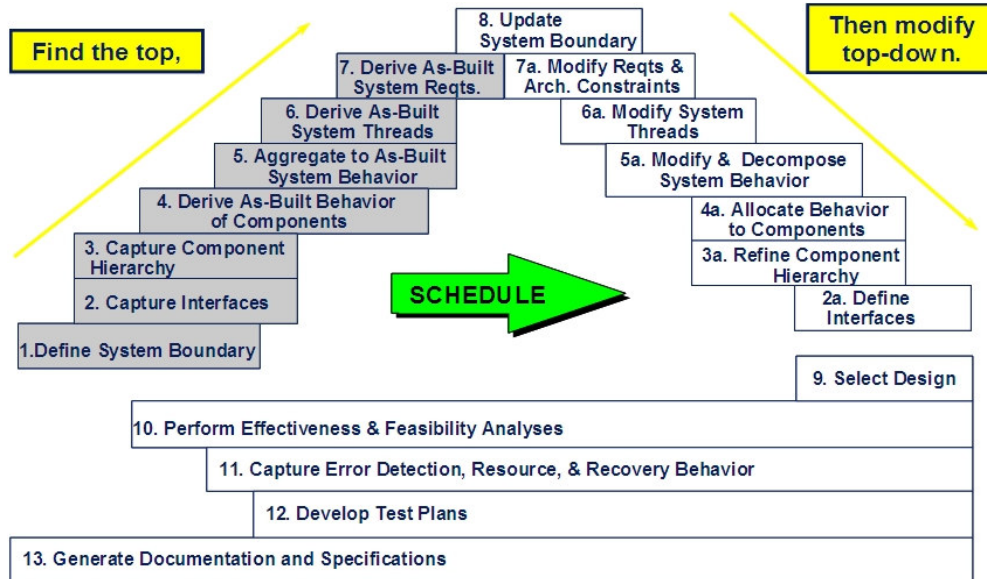 Find the top,
8. Update
System Boundary
Then modify
top-down.
7. Derive As-Built
System Reqts.
7a. Modify Reqts &
Arch. Constraints
6. Derive As-Built
System Threads
6a. Modify System
Threads
5. Aggregate to As-Built
System Behavior
5a. Modify & Decompose
System Behavior
4. Derive As-Built Behavior
of Components
4a. Allocate Behavior
to Components
3. Capture Component
Hierarchy
3a. Refine Component
Hierarchy
2. Capture Interfaces
SCHEDULE
2a. Define
Interfaces
1.Define System Boundary
9. Select Design
10. Perform Effectiveness & Feasibility Analyses
11. Capture Error Detection, Resource, & Recovery Behavior
12. Develop Test Plans
13. Generate Documentation and Specifications